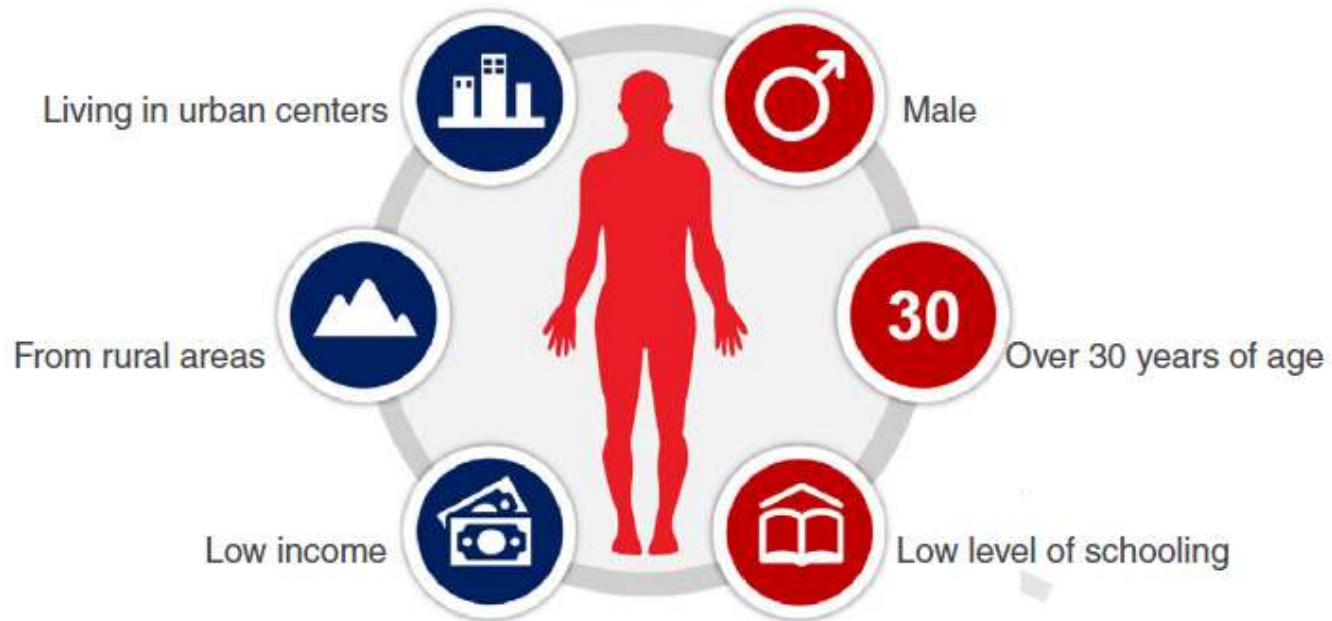 Living in urban centers
Male
From rural areas
30
Over 30 years of age
Low income
Low level of schooling